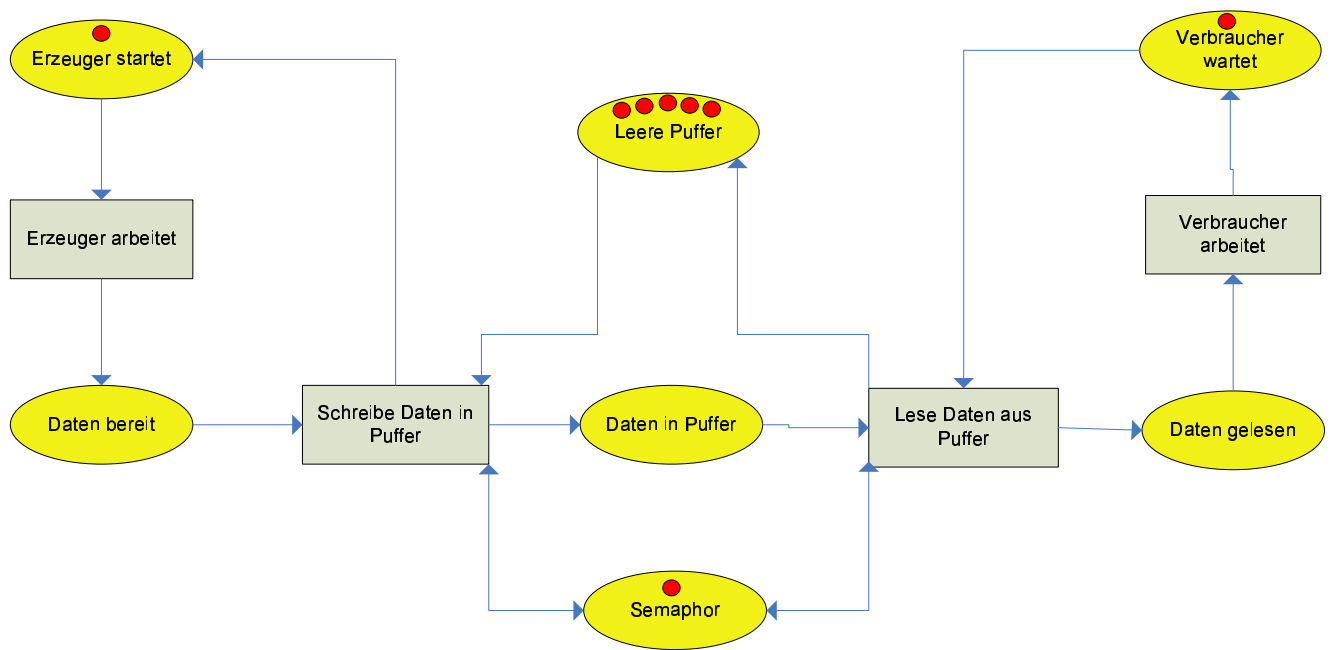 Erzeuger startet
Verbraucher
wartet
Leere Puffer
Erzeuger arbeitet
Verbraucher
arbeitet
Daten bereit
Schreibe Daten in
Puffer
Daten in Puffer
Lese Daten aus
Puffer
Daten gelesen
Semaphor